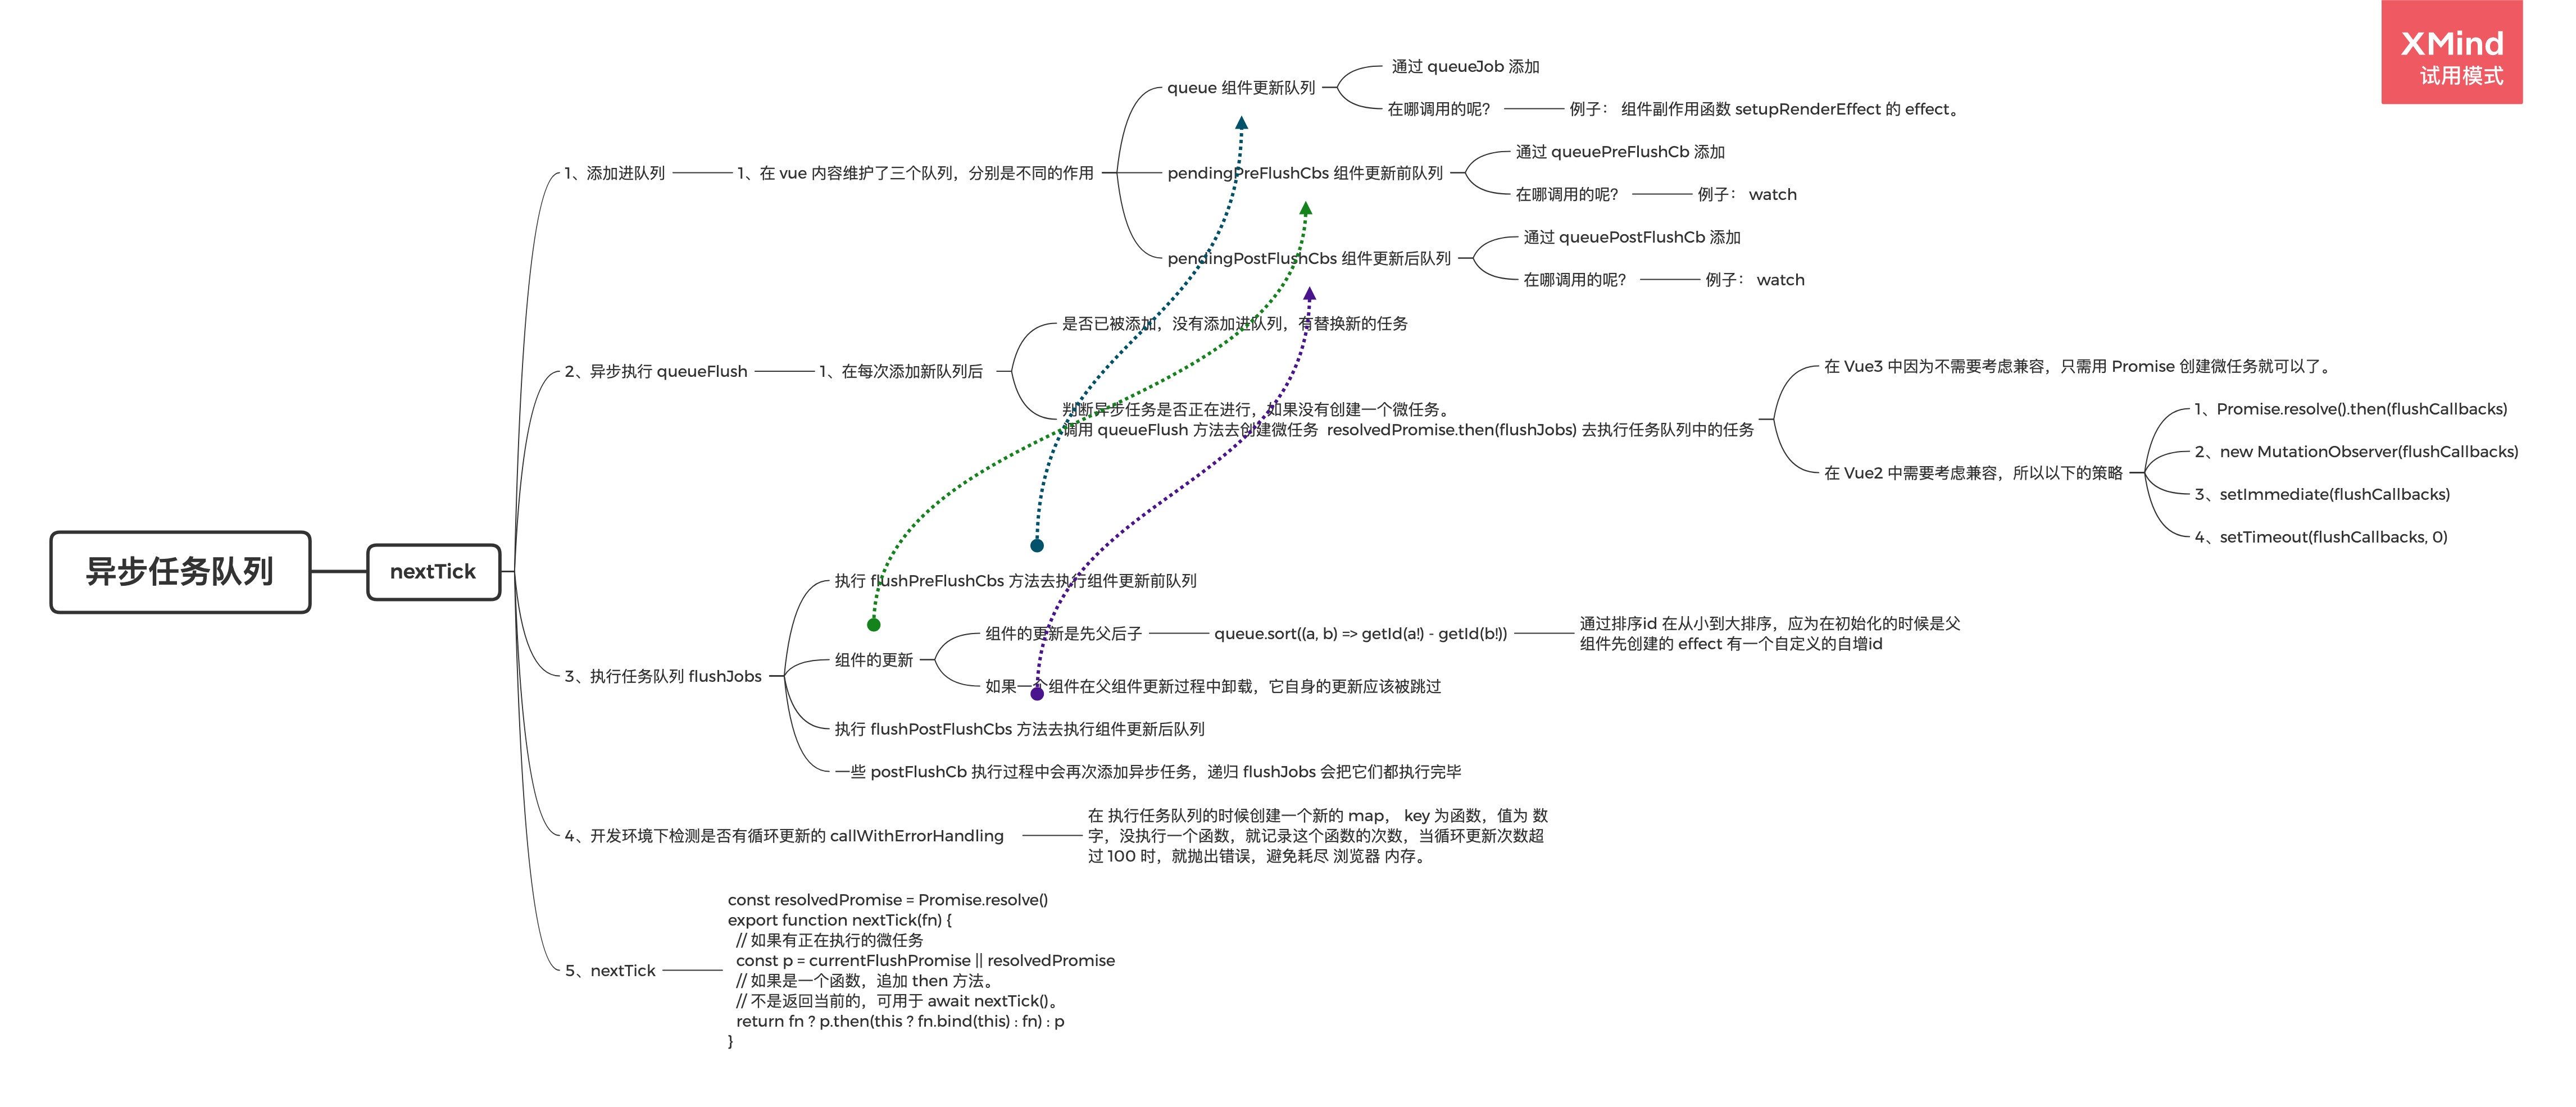 XMind
试用模式
异步任务队列
nextTick
1、添加进队列
1、在 vue 内容维护了三个队列，分别是不同的作用
queue 组件更新队列
通过 queueJob 添加
在哪调用的呢？
例子： 组件副作用函数 setupRenderEffect 的 effect。
pendingPreFlushCbs 组件更新前队列
通过 queuePreFlushCb 添加
在哪调用的呢？
例子： watch
pendingPostFlushCbs 组件更新后队列
通过 queuePostFlushCb 添加
在哪调用的呢？
例子： watch
2、异步执行 queueFlush
1、在每次添加新队列后
是否已被添加，没有添加进队列，有替换新的任务
判断异步任务是否正在进行，如果没有创建一个微任务。
调用 queueFlush 方法去创建微任务 resolvedPromise.then(flushJobs) 去执行任务队列中的任务
在 Vue3 中因为不需要考虑兼容，只需用 Promise 创建微任务就可以了。
在 Vue2 中需要考虑兼容，所以以下的策略
1、Promise.resolve().then(flushCallbacks)
2、new MutationObserver(flushCallbacks)
3、setImmediate(flushCallbacks)
4、setTimeout(flushCallbacks, 0)
3、执行任务队列 flushJobs
执行 flushPreFlushCbs 方法去执行组件更新前队列
组件的更新
组件的更新是先父后子
queue.sort((a, b) => getId(a!) - getId(b!))
通过排序id 在从小到大排序，应为在初始化的时候是父
组件先创建的 effect 有一个自定义的自增id
如果一个组件在父组件更新过程中卸载，它自身的更新应该被跳过
执行 flushPostFlushCbs 方法去执行组件更新后队列
一些 postFlushCb 执行过程中会再次添加异步任务，递归 flushJobs 会把它们都执行完毕
4、开发环境下检测是否有循环更新的 callWithErrorHandling
在 执行任务队列的时候创建一个新的 map， key 为函数，值为 数
字，没执行一个函数，就记录这个函数的次数，当循环更新次数超
过 100 时，就抛出错误，避免耗尽 浏览器 内存。
5、nextTick
const resolvedPromise = Promise.resolve()
export function nextTick(fn) {
// 如果有正在执行的微任务
const p = currentFlushPromise || resolvedPromise
// 如果是一个函数，追加 then 方法。
// 不是返回当前的，可用于 await nextTick()。
return fn ? p.then(this ? fn.bind(this) : fn) : p
}